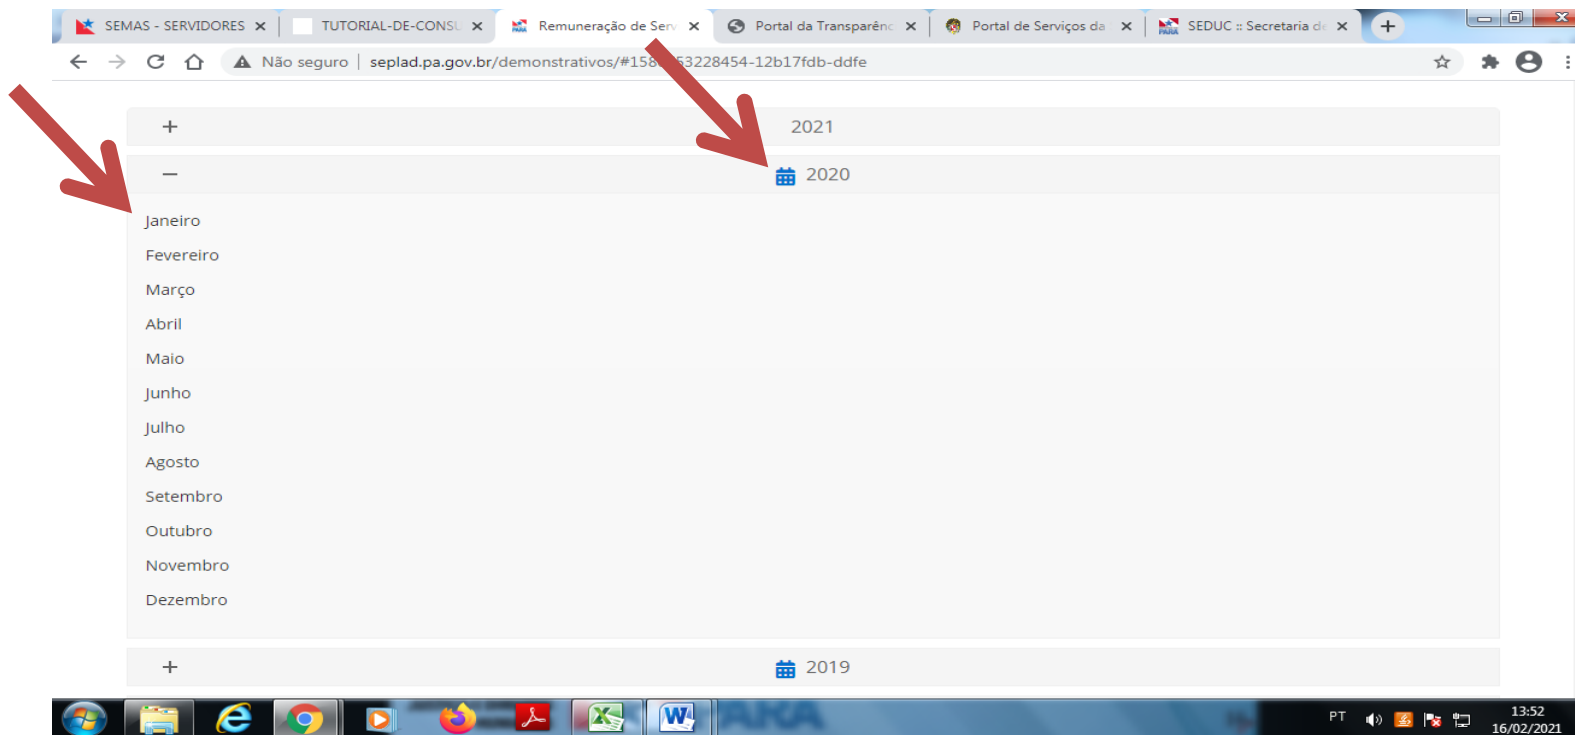 SEMAS - SERVIDORES
TUTORIAL-DE-CONSU
Remuneração de Serv
Portal da Transparênc
Portal de Serviços da
SEDUC :: Secretaria de
Não seguro | seplad.pa.gov.br/demonstrativos/#158 53228454-12b17fdb-ddfe
2021
2020
Janeiro
Fevereiro
Março
Abril
Maio
Junho
Julho
Agosto
Setembro
Outubro
Novembro
Dezembro
2019
PT
13:52
16/02/2021